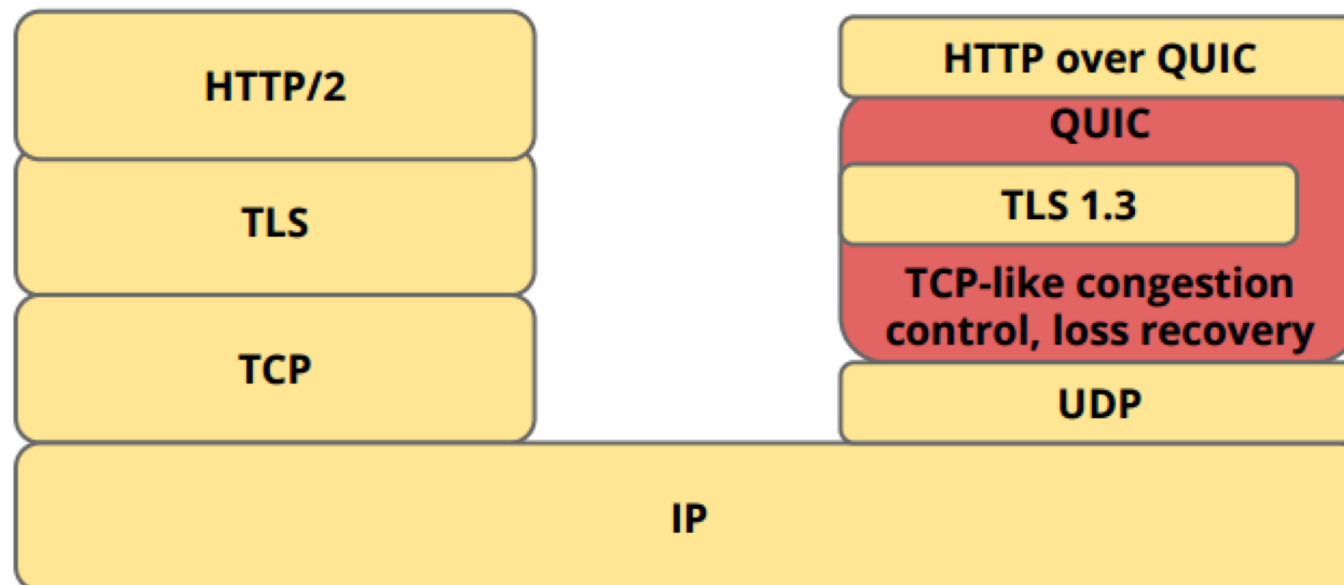 HTTP/2
TLS
TCP
HTTP over QUIC
QUIC
TLS 1.3
TCP-like congestion
control, loss recovery
UDP
IP